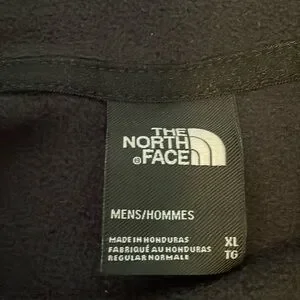 THE
NORTH
FACE
®
MENS/HOMMES
MADE IN HONDURAS XL
FABRIQUÉ AU HONDURAS TG
REGULAR NORMALE